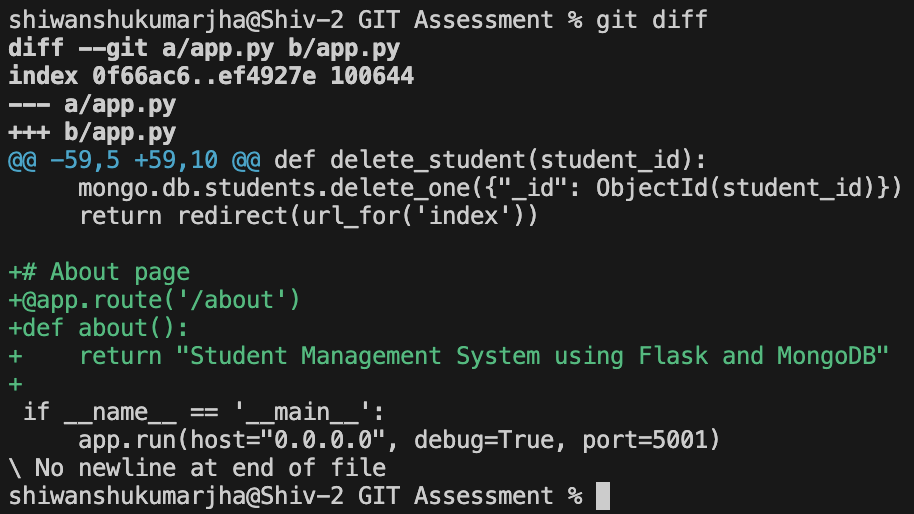 shiwanshukumarjha@Shiv-2 GIT Assessment % git diff
diff --git a/app.py b/app.py
index 0f66ac6..ef4927e 100644
--- a/app.py
+++ b/app.py
@@ -59,5 +59,10 @@ def delete_student(student_id):
     mongo.db.students.delete_one({"_id": ObjectId(student_id)})
     return redirect(url_for('index'))

+# About page
+@app.route('/about')
+def about():
+    return "Student Management System using Flask and MongoDB"
+
 if __name__ == '__main__':
     app.run(host="0.0.0.0", debug=True, port=5001)
\ No newline at end of file
shiwanshukumarjha@Shiv-2 GIT Assessment %